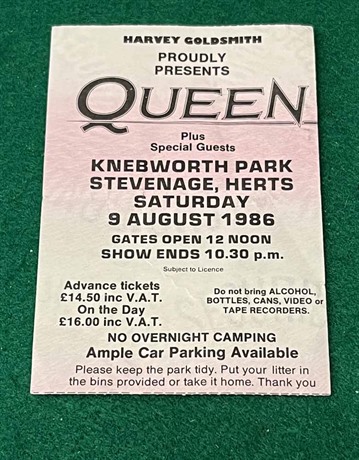 HARVEY GOLDSMITH
PROUDLY
PRESENTS
QUEEN
Plus
Special Guests
KNEBWORTH PARK
STEVENAGE, HERTS
SATURDAY
9 AUGUST 1986
GATES OPEN 12 NOON
SHOW ENDS 10.30 p.m.
Subject to Licence
Advance tickets
£14.50 inc V.A.T.
On the Day
£16.00 inc V.A.T.
Do not bring ALCOHOL,
BOTTLES, CANS, VIDEO or
TAPE RECORDERS.
NO OVERNIGHT CAMPING
Ample Car Parking Available
Please keep the park tidy. Put your litter in
the bins provided or take it home. Thank you